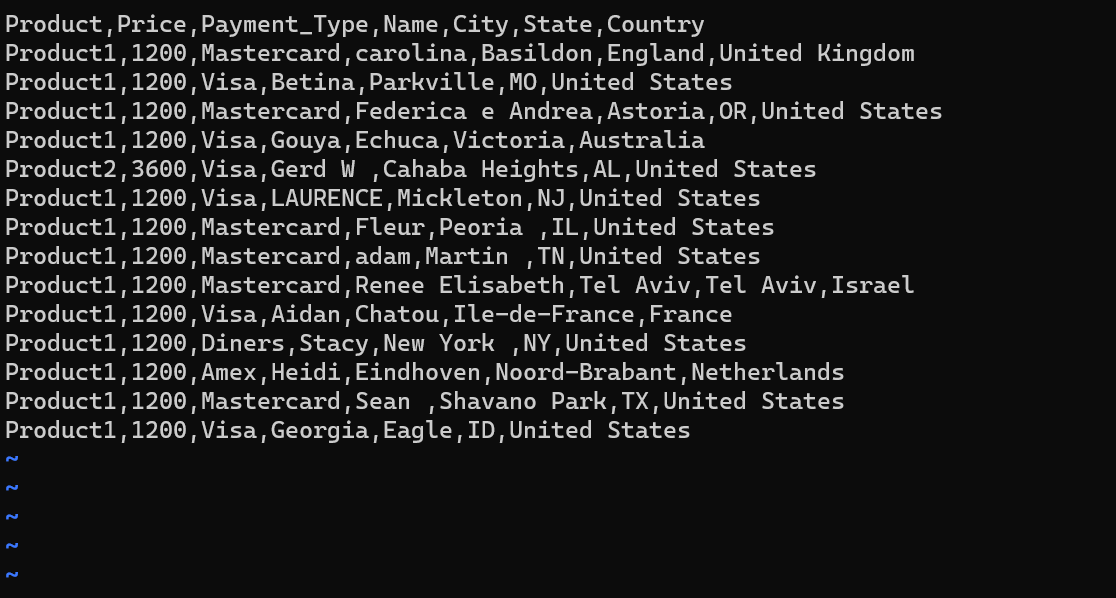 Product,Price,Payment_Type,Name,City,State,Country
Product1,1200,Mastercard,carolina,Basildon,England,United Kingdom
Product1,1200,Visa,Betina,Parkville,MO,United States
Product1,1200,Mastercard,Federica e Andrea,Astoria,OR,United States
Product1,1200,Visa,Gouya,Echuca,Victoria,Australia
Product2,3600,Visa,Gerd W ,Cahaba Heights,AL,United States
Product1,1200,Visa,LAURENCE,Mickleton,NJ,United States
Product1,1200,Mastercard,Fleur,Peoria ,IL,United States
Product1,1200,Mastercard,adam,Martin ,TN,United States
Product1,1200,Mastercard,Renee Elisabeth,Tel Aviv,Tel Aviv,Israel
Product1,1200,Visa,Aidan,Chatou,Ile-de-France,France
Product1,1200,Diners,Stacy,New York ,NY,United States
Product1,1200,Amex,Heidi,Eindhoven,Noord-Brabant,Netherlands
Product1,1200,Mastercard,Sean ,Shavano Park,TX,United States
Product1,1200,Visa,Georgia,Eagle,ID,United States
~
~
~
~
~